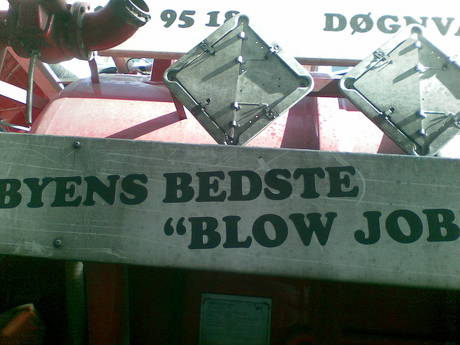 95 18 DØGNVA
BYENS BEDSTE
“BLOW JOB